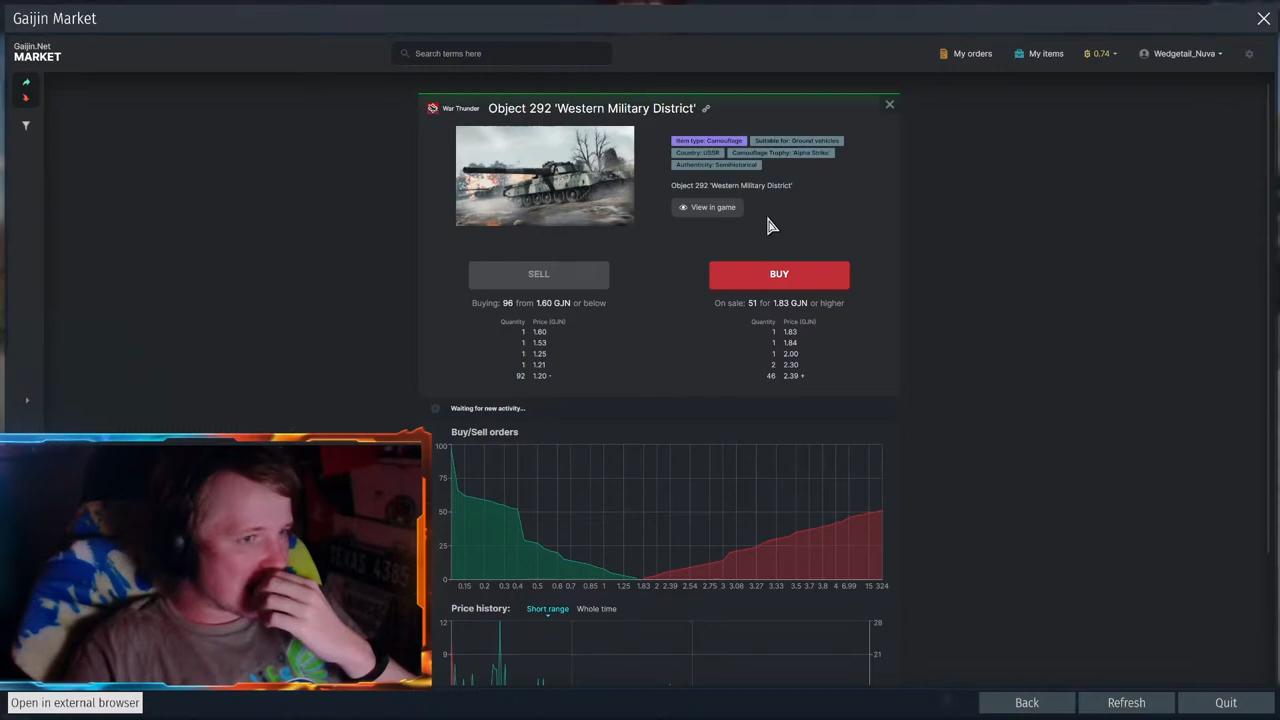 Gaijin Market
Gaijin.Net
MARKET
Search terms here
My orders
My items
0.74
Wedgetail_Nuva
War Thunder
Object 292 'Western Military District'
Item type: Camouflage
Suitable for: Ground vehicles
Country: USSR
Camouflage Trophy: 'Alpha Strike'
Authenticity: Semihistorical
Object 292 'Western Military District'
View in game
SELL
BUY
Buying: 96 from 1.60 GJN or below
On sale: 51 for 1.83 GJN or higher
Quantity Price (GJN)
1 1.60
1 1.53
1 1.25
1 1.21
92 1.20 -
Quantity Price (GJN)
1 1.83
1 1.84
1 2.00
2 2.30
46 2.39 +
Waiting for new activity...
Buy/Sell orders
100
75
50
25
0
0.15 0.2 0.3 0.4 0.5 0.6 0.7 0.85 1 1.25 1.83 2 2.39 2.54 2.75 3 3.08 3.27 3.33 3.5 3.7 3.8 4 6.99 15 324
Price history: Short range Whole time
12
9
28
21
TEXAS 4385
Open in external browser
Back
Refresh
Quit